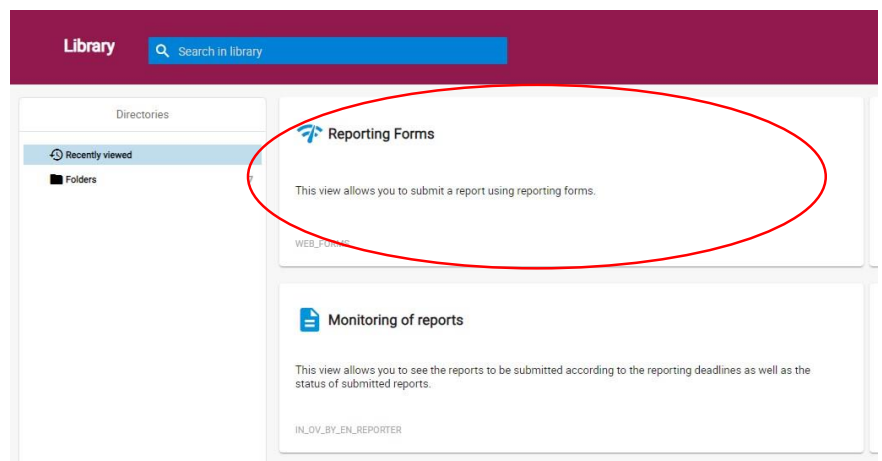 Library
Search in library
Directories
Recently viewed
Folders
Reporting Forms
This view allows you to submit a report using reporting forms.
WEB_FORMS
Monitoring of reports
This view allows you to see the reports to be submitted according to the reporting deadlines as well as the
status of submitted reports.
IN_OV_BY_EN_REPORTER